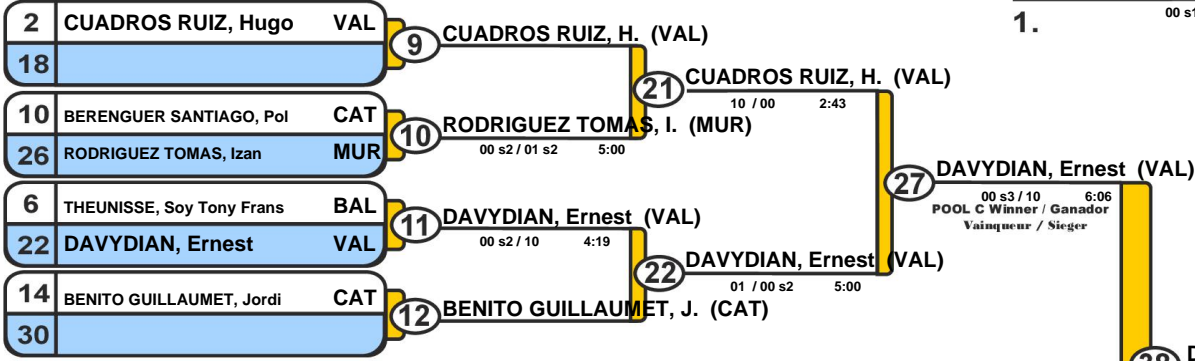 2 CUADROS RUIZ, Hugo VAL
18
10 BERENGUER SANTIAGO, Pol CAT
26 RODRIGUEZ TOMAS, Izan MUR
6 THEUNISSE, Soy Tony Frans BAL
22 DAVYDIAN, Ernest VAL
14 BENITO GUILLAUMET, Jordi CAT
30
9 CUADROS RUIZ, H. (VAL)
10 RODRIGUEZ TOMAS, I. (MUR)
00 s2 / 01 s2 5:00
11 DAVYDIAN, Ernest (VAL)
00 s2 / 10 4:19
12 BENITO GUILLAUMET, J. (CAT)
21 CUADROS RUIZ, H. (VAL)
10 / 00 2:43
22 DAVYDIAN, Ernest (VAL)
01 / 00 s2 5:00
27 DAVYDIAN, Ernest (VAL)
00 s3 / 10 6:06
POOL C Winner / Ganador
Vainqueur / Sieger
00 s1
1.